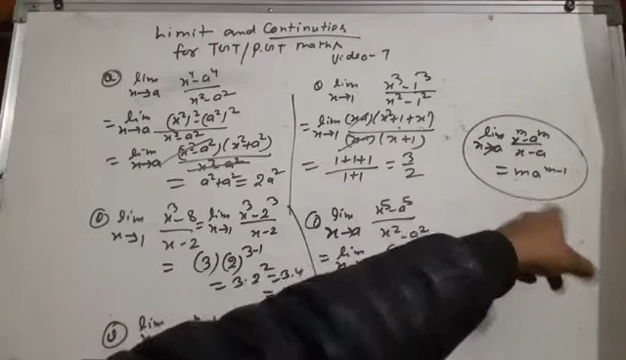 Limit and Continuties
for TGT/PGT maths
video-7
② lim x→a x⁴-a⁴/x²-a²
= lim x→a (x²)²-(a²)²/x²-a²
= lim x→a (x²-a²)(x²+a²)/x²-a²
= a²+a² = 2a²
lim x→1 x³-8/x-2 = lim x→1 x³-2³/x-2
= (3)(2)³⁻¹
= 3·2² = 3·4
lim
lim x→1 x³-1³/x²-1²
= lim x→1 (x-1)(x²+1+x)/(x-1)(x+1)
= 1+1+1/1+1 = 3/2
lim x→a x⁵-a⁵/x²-a²
= lim
lim x→a xᵐ-aᵐ/x-a
= maᵐ⁻¹